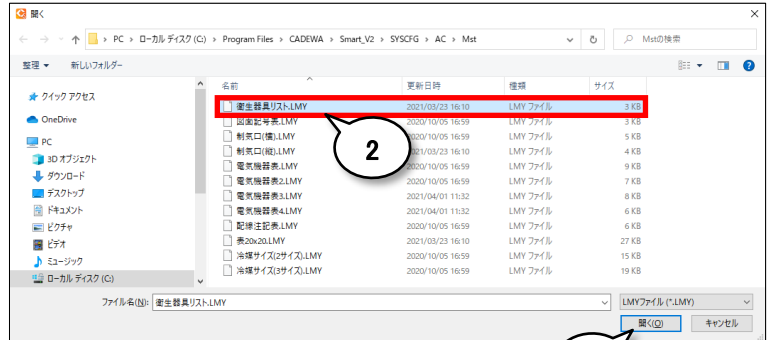 開く
PC › ローカル ディスク (C:) › Program Files › CADEWA › Smart_V2 › SYSCFG › AC › Mst
Mstの検索
整理 新しいフォルダー
名前 更新日時 種類 サイズ
クイック アクセス
OneDrive
PC
3D オブジェクト
ダウンロード
デスクトップ
ドキュメント
ピクチャ
ビデオ
ミュージック
ローカル ディスク (C:)
衛生器具リスト.LMY 2021/03/23 16:10 LMY ファイル 3 KB
図面記号表.LMY 2020/10/05 16:59 LMY ファイル 3 KB
制気口(横).LMY 2020/10/05 16:59 LMY ファイル 5 KB
制気口(縦).LMY 2021/03/23 16:10 LMY ファイル 4 KB
電気機器表.LMY 2020/10/05 16:59 LMY ファイル 9 KB
電気機器表2.LMY 2020/10/05 16:59 LMY ファイル 7 KB
電気機器表3.LMY 2021/04/01 11:32 LMY ファイル 8 KB
電気機器表4.LMY 2021/04/01 11:32 LMY ファイル 6 KB
配線注記表.LMY 2020/10/05 16:59 LMY ファイル 6 KB
表20x20.LMY 2021/03/23 16:10 LMY ファイル 27 KB
冷媒サイズ(2サイズ).LMY 2020/10/05 16:59 LMY ファイル 15 KB
冷媒サイズ(3サイズ).LMY 2020/10/05 16:59 LMY ファイル 19 KB
2
ファイル名(N): 衛生器具リスト.LMY LMYファイル (*.LMY)
開く(O) キャンセル